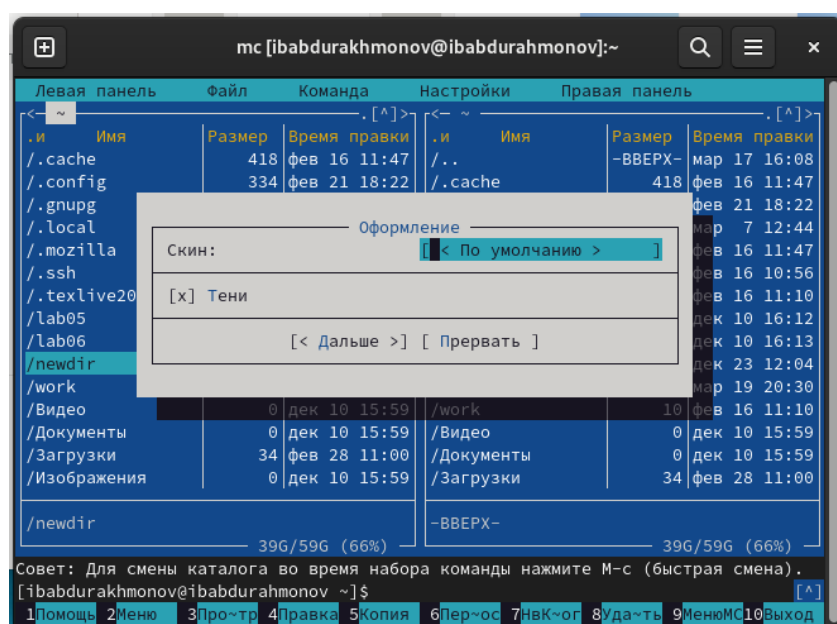 mc [ibabdurakhmonov@ibabdurahmonov]:~
Левая панель Файл Команда Настройки Правая панель
<— ~ .[^]> <— ~ .[^]>
.и Имя Размер Время правки .и Имя Размер Время правки
/.cache 418 фев 16 11:47 /.. -ВВЕРХ- мар 17 16:08
/.config 334 фев 21 18:22 /.cache 418 фев 16 11:47
/.gnupg фев 21 18:22
/.local Оформление мар 7 12:44
/.mozilla Скин: [ < По умолчанию > ] фев 16 11:47
/.ssh фев 16 10:56
/.texlive20 [x] Тени фев 16 11:10
/lab05 дек 10 16:12
/lab06 [< Дальше >] [ Прервать ] дек 10 16:13
/newdir дек 23 12:04
/work мар 19 20:30
/Видео 0 дек 10 15:59 /work 10 фев 16 11:10
/Документы 0 дек 10 15:59 /Видео 0 дек 10 15:59
/Загрузки 34 фев 28 11:00 /Документы 0 дек 10 15:59
/Изображения 0 дек 10 15:59 /Загрузки 34 фев 28 11:00
/newdir -ВВЕРХ-
39G/59G (66%) 39G/59G (66%)
Совет: Для смены каталога во время набора команды нажмите M-c (быстрая смена).
[ibabdurakhmonov@ibabdurahmonov ~]$ [^]
1Помощь 2Меню 3Про~тр 4Правка 5Копия 6Пер~ос 7НвК~ог 8Уда~ть 9МенюMC 10Выход